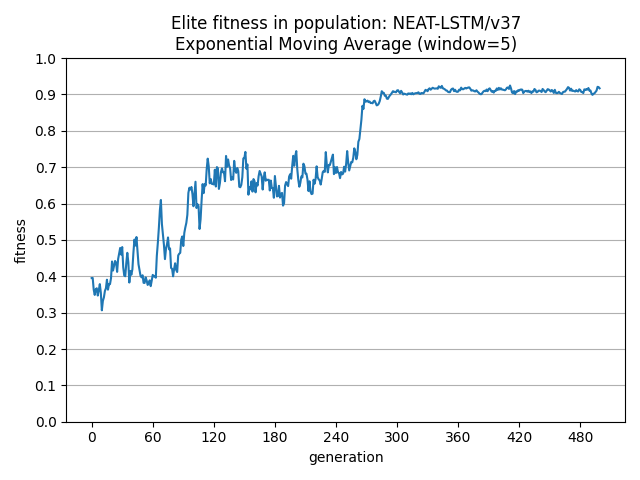 Elite fitness in population: NEAT-LSTM/v37
Exponential Moving Average (window=5)
fitness
1.0
0.9
0.8
0.7
0.6
0.5
0.4
0.3
0.2
0.1
0.0
0 60 120 180 240 300 360 420 480
generation